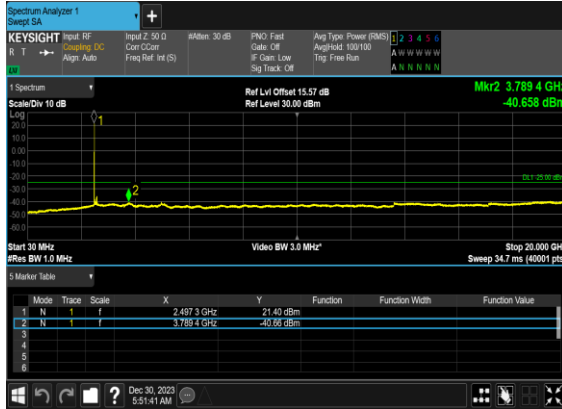 Spectrum Analyzer 1
Swept SA
+
KEYSIGHT
R T
Input: RF
Coupling: DC
Align: Auto
Input Z: 50 Ω
Corr CCorr
Freq Ref: Int (S)
#Atten: 30 dB
PNO: Fast
Gate: Off
IF Gain: Low
Sig Track: Off
Avg Type: Power (RMS)
Avg|Hold: 100/100
Trig: Free Run
1 2 3 4 5 6
A W W W W W
A N N N N N
1 Spectrum
Scale/Div 10 dB
Ref Lvl Offset 15.57 dB
Ref Level 30.00 dBm
Mkr2 3.789 4 GHz
-40.658 dBm
Log
20.0
10.0
0.00
-10.0
-20.0
-30.0
-40.0
-50.0
-60.0
1
2
DL1 -25.00 dBm
Start 30 MHz
#Res BW 1.0 MHz
Video BW 3.0 MHz*
Stop 20.000 GHz
Sweep 34.7 ms (40001 pts)
5 Marker Table
Mode Trace Scale X Y Function Function Width Function Value
1 N 1 f 2.497 3 GHz 21.40 dBm
2 N 1 f 3.789 4 GHz -40.66 dBm
3
4
5
6
?
Dec 30, 2023
5:51:41 AM